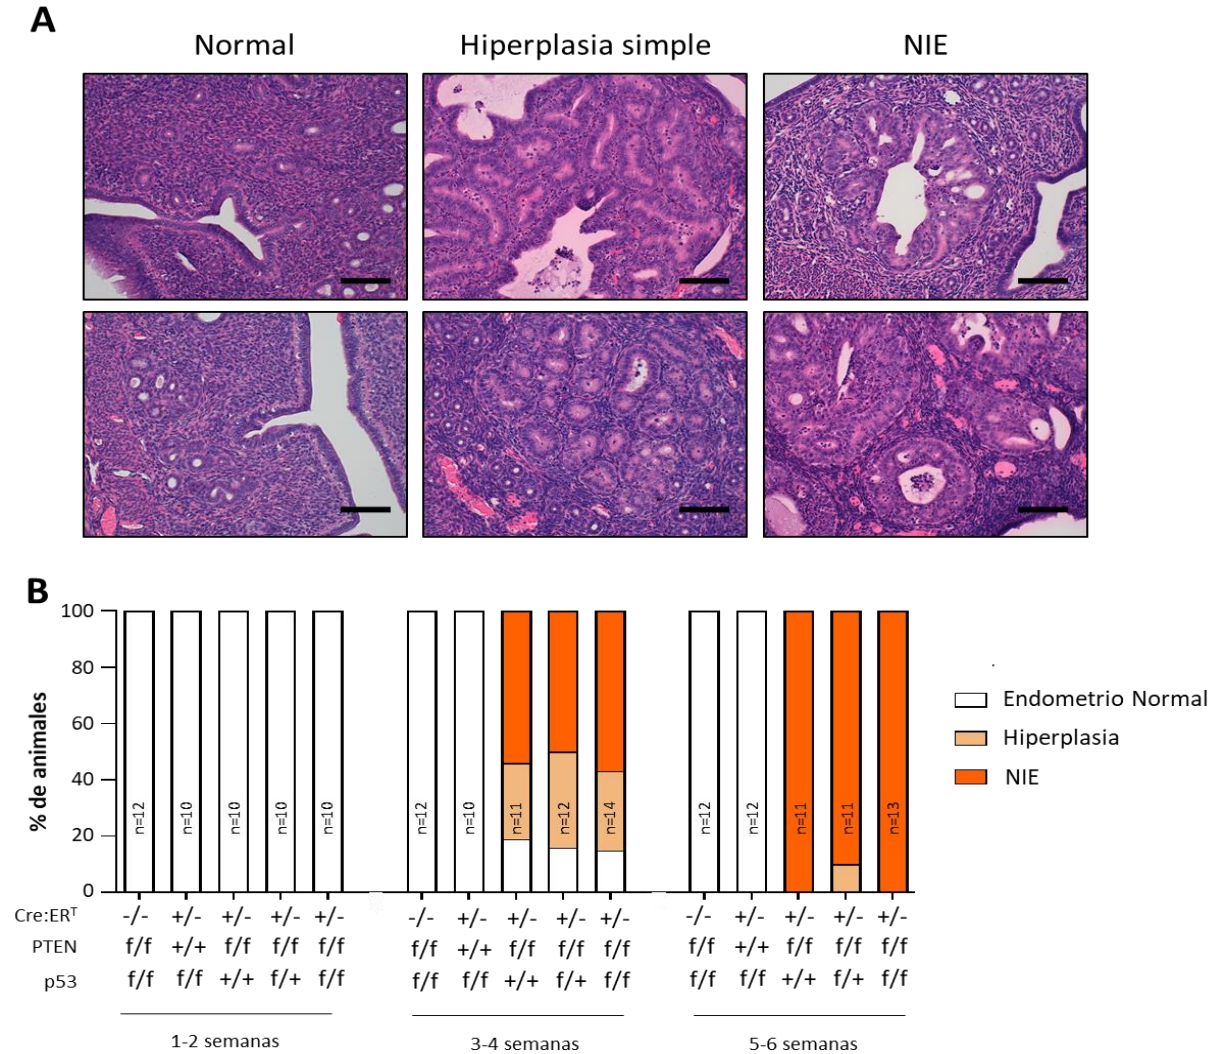 A
Normal Hiperplasia simple NIE
B
% de animales
100
80
60
40
20
0
n=12 n=10 n=10 n=10 n=10 n=12 n=10 n=11 n=12 n=14 n=12 n=12 n=11 n=11 n=13
Endometrio Normal
Hiperplasia
NIE
Cre:ERᵀ -/- +/- +/- +/- +/- -/- +/- +/- +/- +/- -/- +/- +/- +/- +/-
PTEN f/f +/+ f/f f/f f/f f/f +/+ f/f f/f f/f f/f +/+ f/f f/f f/f
p53 f/f f/f +/+ f/+ f/f f/f f/f +/+ f/+ f/f f/f f/f +/+ f/+ f/f
1-2 semanas 3-4 semanas 5-6 semanas